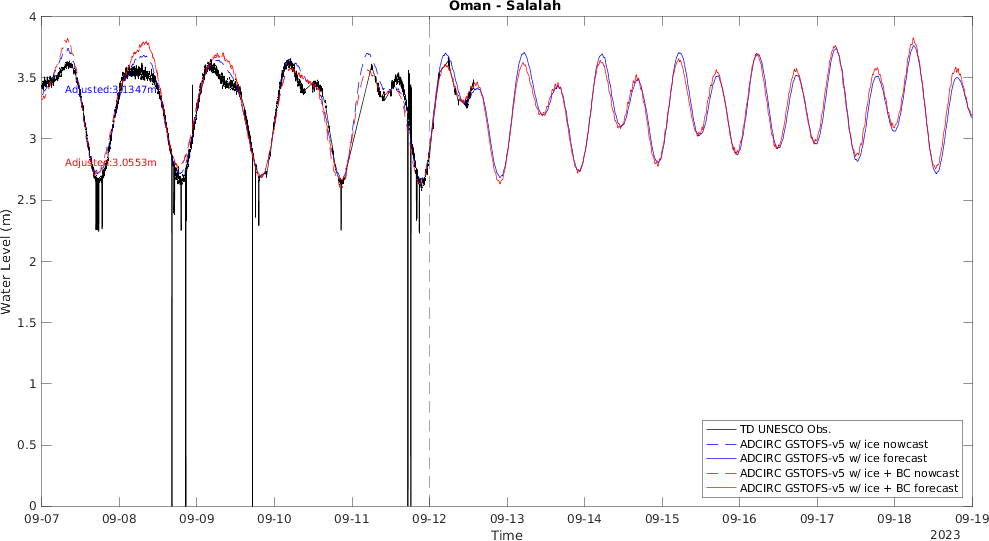 Oman - Salalah
4
3.5
3
2.5
2
1.5
1
0.5
0
Water Level (m)
Adjusted:3.1347m
Adjusted:3.0553m
TD UNESCO Obs.
ADCIRC GSTOFS-v5 w/ ice nowcast
ADCIRC GSTOFS-v5 w/ ice forecast
ADCIRC GSTOFS-v5 w/ ice + BC nowcast
ADCIRC GSTOFS-v5 w/ ice + BC forecast
09-07 09-08 09-09 09-10 09-11 09-12 09-13 09-14 09-15 09-16 09-17 09-18 09-19
Time
2023